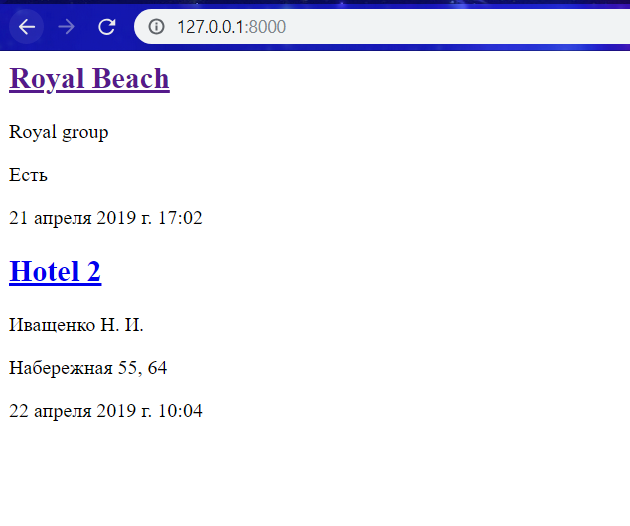 127.0.0.1:8000
Royal Beach
Royal group
Есть
21 апреля 2019 г. 17:02
Hotel 2
Иващенко Н. И.
Набережная 55, 64
22 апреля 2019 г. 10:04